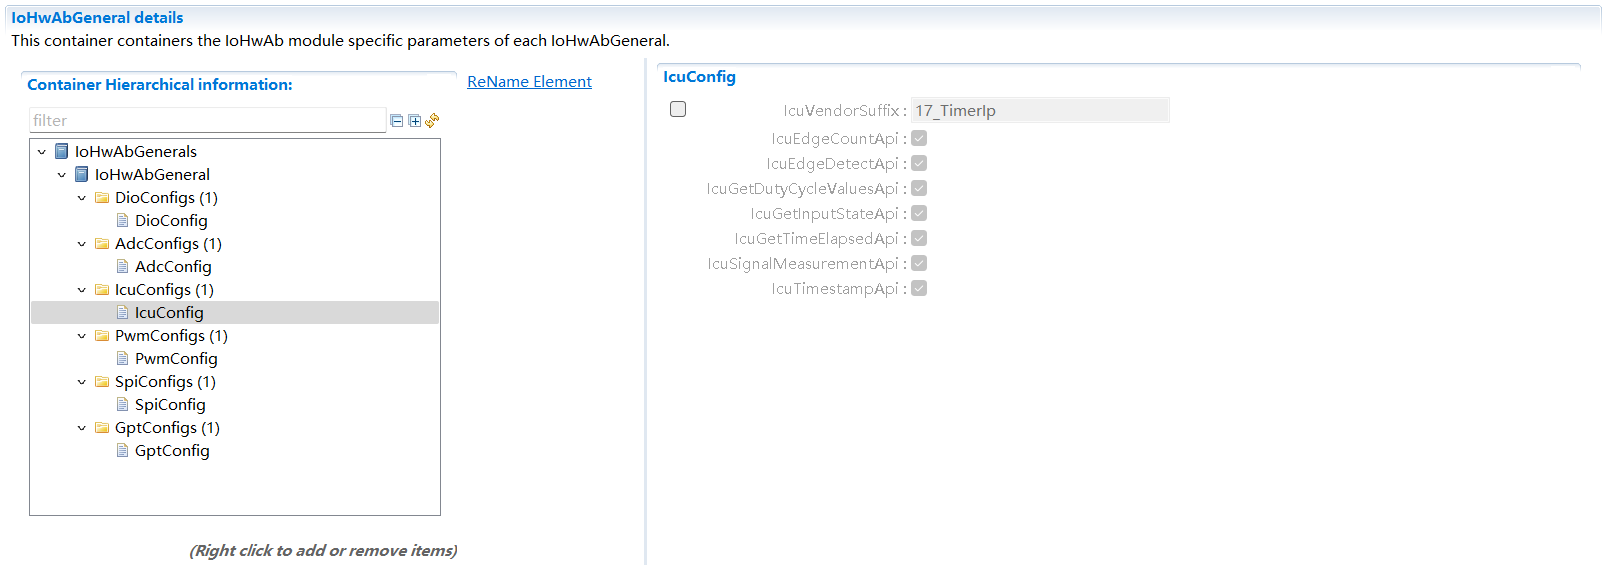 IoHwAbGeneral details
This container containers the IoHwAb module specific parameters of each IoHwAbGeneral.
Container Hierarchical information:
ReName Element
filter
IoHwAbGenerals
IoHwAbGeneral
DioConfigs (1)
DioConfig
AdcConfigs (1)
AdcConfig
IcuConfigs (1)
IcuConfig
PwmConfigs (1)
PwmConfig
SpiConfigs (1)
SpiConfig
GptConfigs (1)
GptConfig
(Right click to add or remove items)
IcuConfig
IcuVendorSuffix : 17_TimerIp
IcuEdgeCountApi :
IcuEdgeDetectApi :
IcuGetDutyCycleValuesApi :
IcuGetInputStateApi :
IcuGetTimeElapsedApi :
IcuSignalMeasurementApi :
IcuTimestampApi :